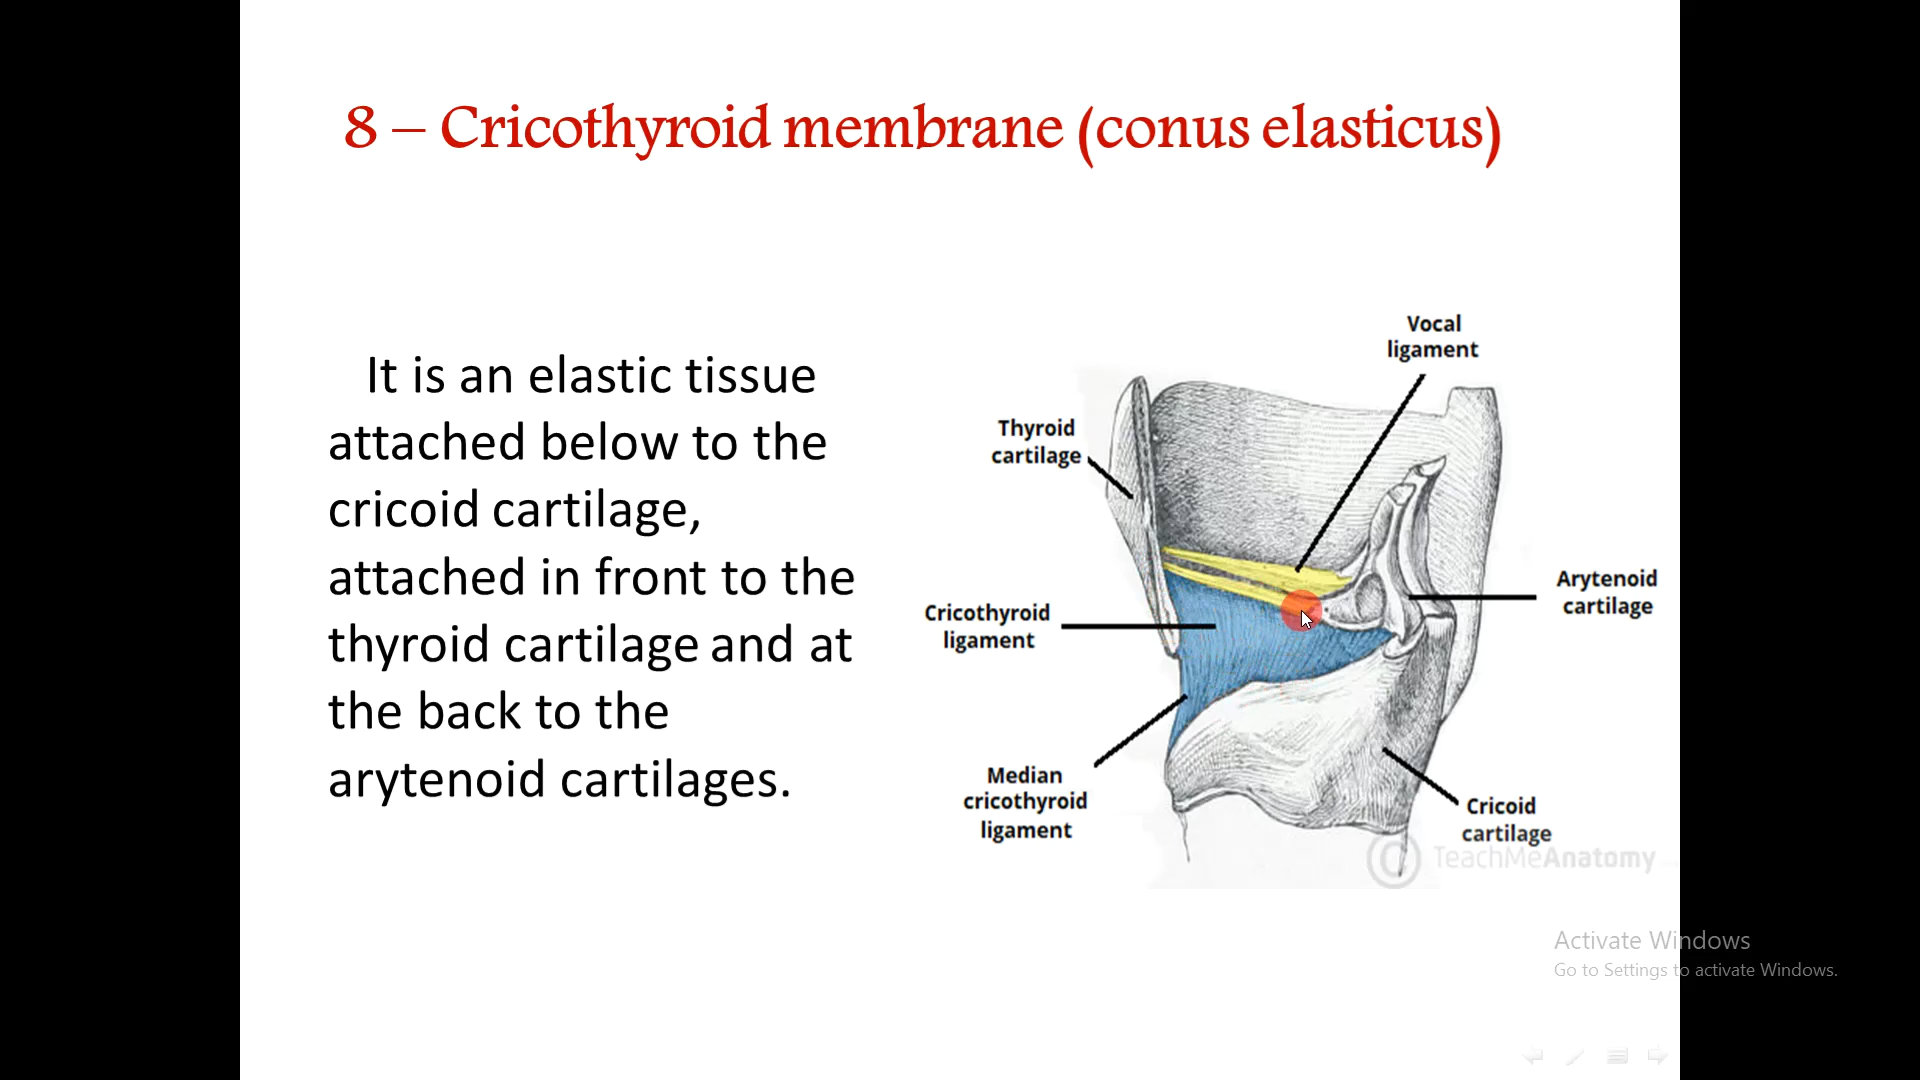 8 – Cricothyroid membrane (conus elasticus)
It is an elastic tissue
attached below to the
cricoid cartilage,
attached in front to the
thyroid cartilage and at
the back to the
arytenoid cartilages.
Vocal
ligament
Thyroid
cartilage
Arytenoid
cartilage
Cricothyroid
ligament
Median
cricothyroid
ligament
Cricoid
cartilage
© TeachMeAnatomy
Activate Windows
Go to Settings to activate Windows.